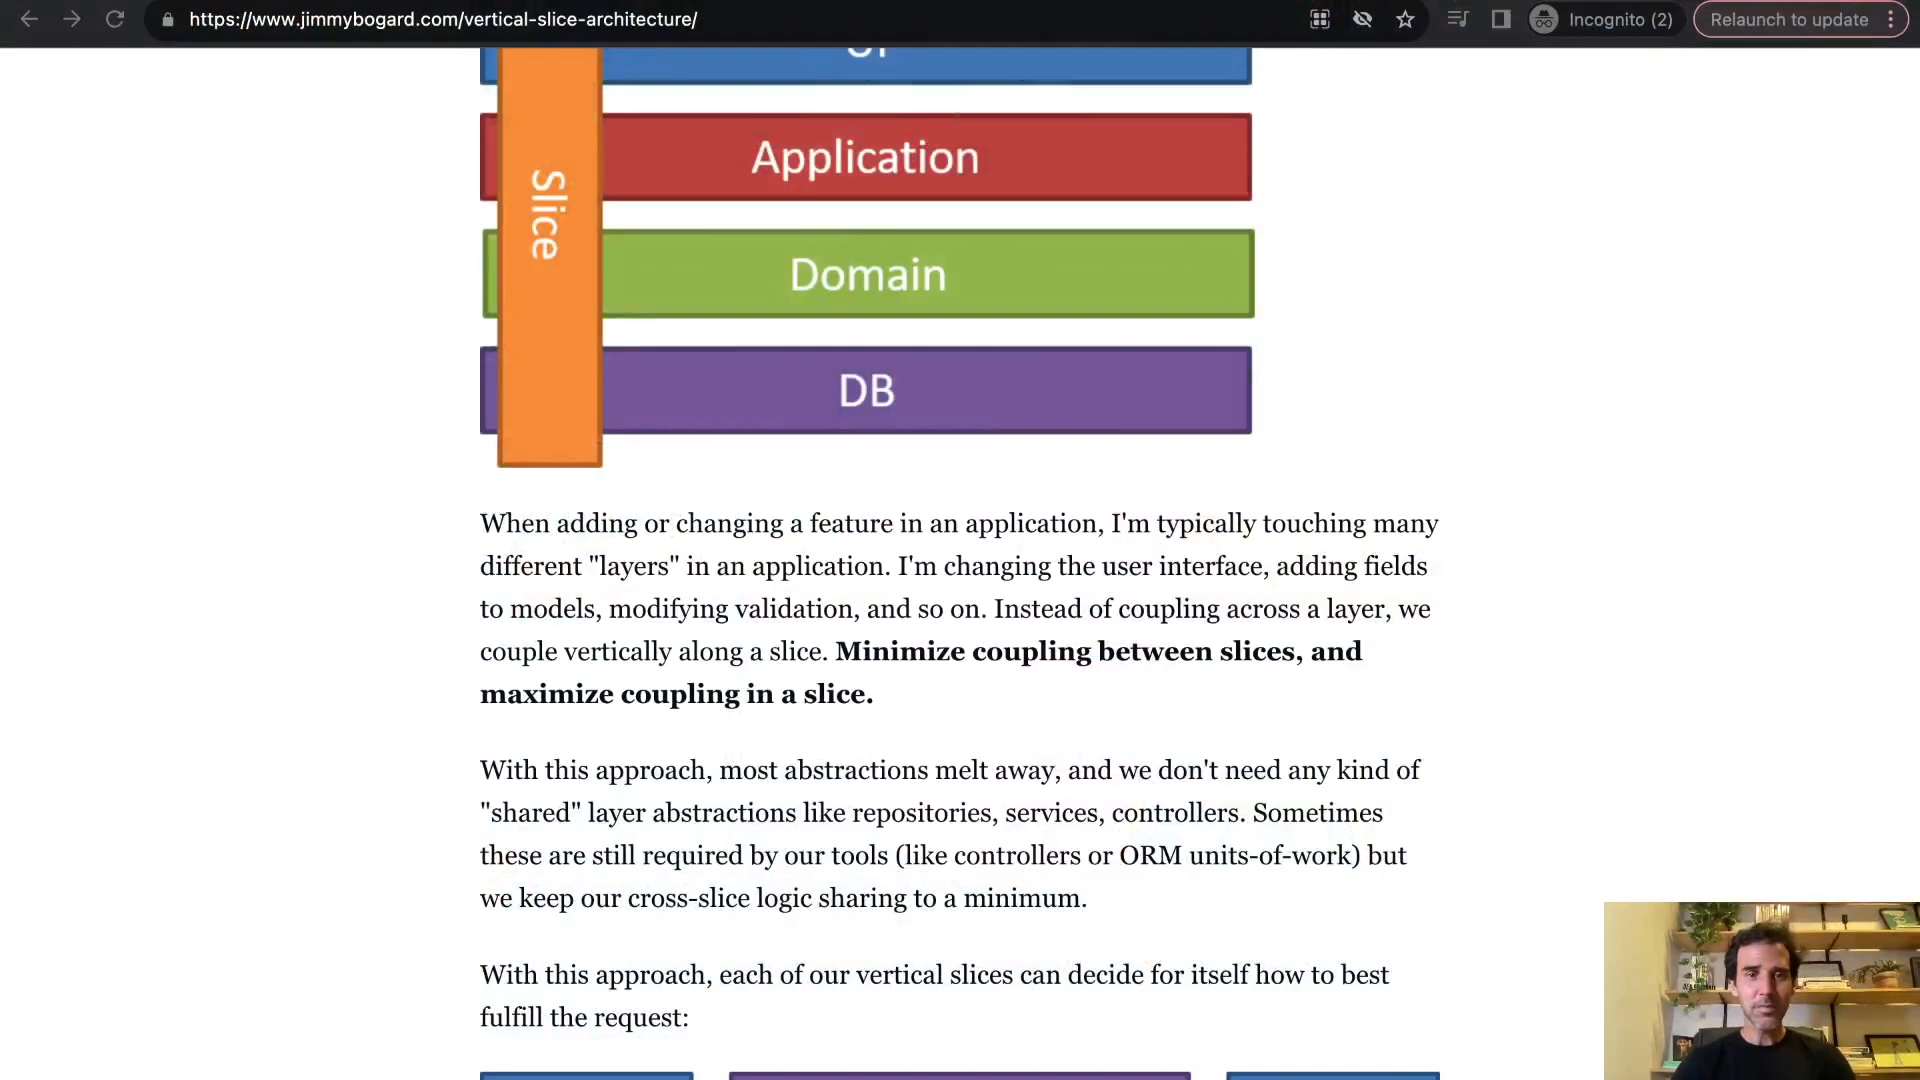 https://www.jimmybogard.com/vertical-slice-architecture/
Incognito (2)
Relaunch to update
Slice
Application
Domain
DB
When adding or changing a feature in an application, I'm typically touching many
different "layers" in an application. I'm changing the user interface, adding fields
to models, modifying validation, and so on. Instead of coupling across a layer, we
couple vertically along a slice. Minimize coupling between slices, and
maximize coupling in a slice.
With this approach, most abstractions melt away, and we don't need any kind of
"shared" layer abstractions like repositories, services, controllers. Sometimes
these are still required by our tools (like controllers or ORM units-of-work) but
we keep our cross-slice logic sharing to a minimum.
With this approach, each of our vertical slices can decide for itself how to best
fulfill the request: